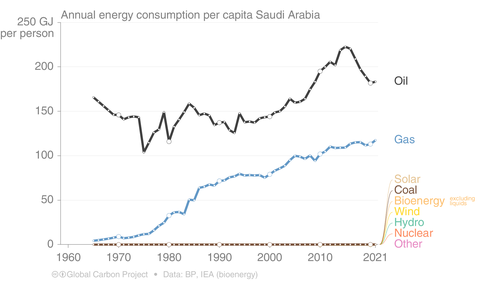 Annual energy consumption per capita Saudi Arabia
250 GJ
per person
200
150
100
50
0
1960
1970
1980
1990
2000
2010
2021
Oil
Gas
Solar
Coal
Bioenergy excluding liquids
Wind
Hydro
Nuclear
Other
Global Carbon Project • Data: BP, IEA (bioenergy)